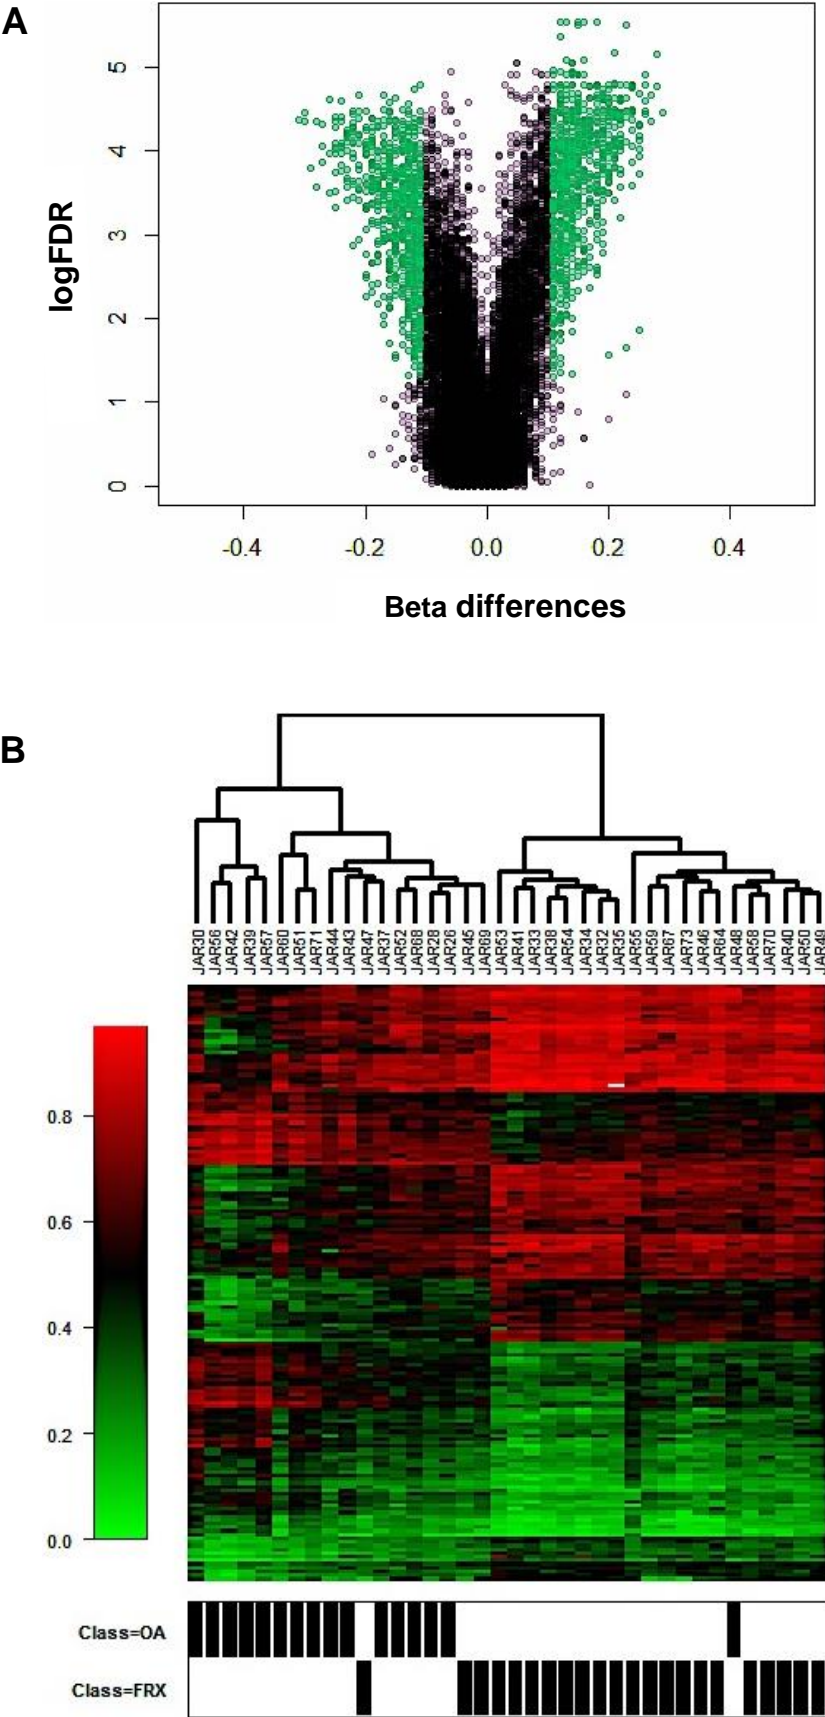 A
logFDR
5
4
3
2
1
0
-0.4 -0.2 0.0 0.2 0.4
Beta differences
B
JAR30 JAR56 JAR42 JAR39 JAR57 JAR60 JAR51 JAR71 JAR44 JAR43 JAR47 JAR37 JAR52 JAR68 JAR28 JAR26 JAR45 JAR69 JAR53 JAR41 JAR33 JAR38 JAR54 JAR34 JAR32 JAR35 JAR55 JAR59 JAR67 JAR73 JAR46 JAR64 JAR48 JAR58 JAR70 JAR40 JAR50 JAR49
0.8
0.6
0.4
0.2
0.0
Class=OA
Class=FRX